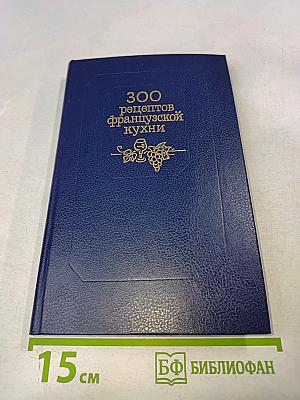 300
рецептов
французской
кухни
15 см
БФ БИБЛИОФАН